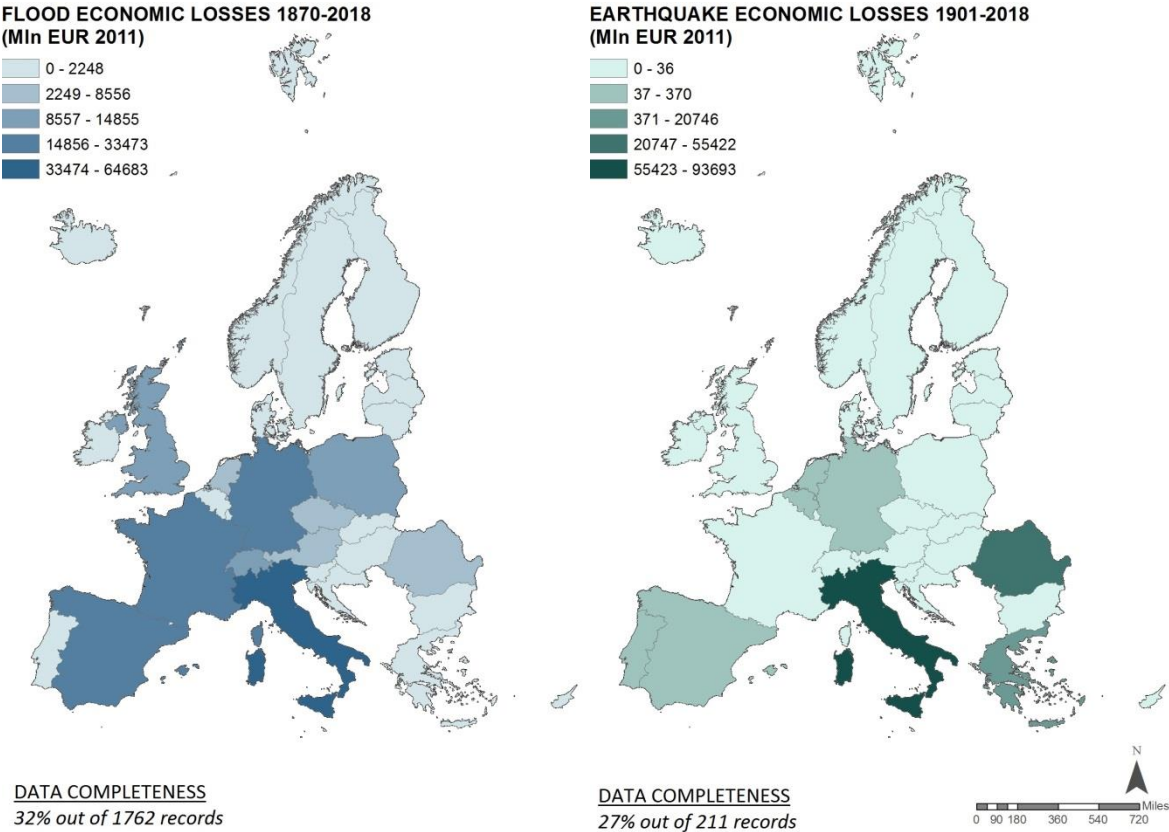 FLOOD ECONOMIC LOSSES 1870-2018
(Mln EUR 2011)
0 - 2248
2249 - 8556
8557 - 14855
14856 - 33473
33474 - 64683
DATA COMPLETENESS
32% out of 1762 records
EARTHQUAKE ECONOMIC LOSSES 1901-2018
(Mln EUR 2011)
0 - 36
37 - 370
371 - 20746
20747 - 55422
55423 - 93693
DATA COMPLETENESS
27% out of 211 records
N
Miles
0 90 180 360 540 720